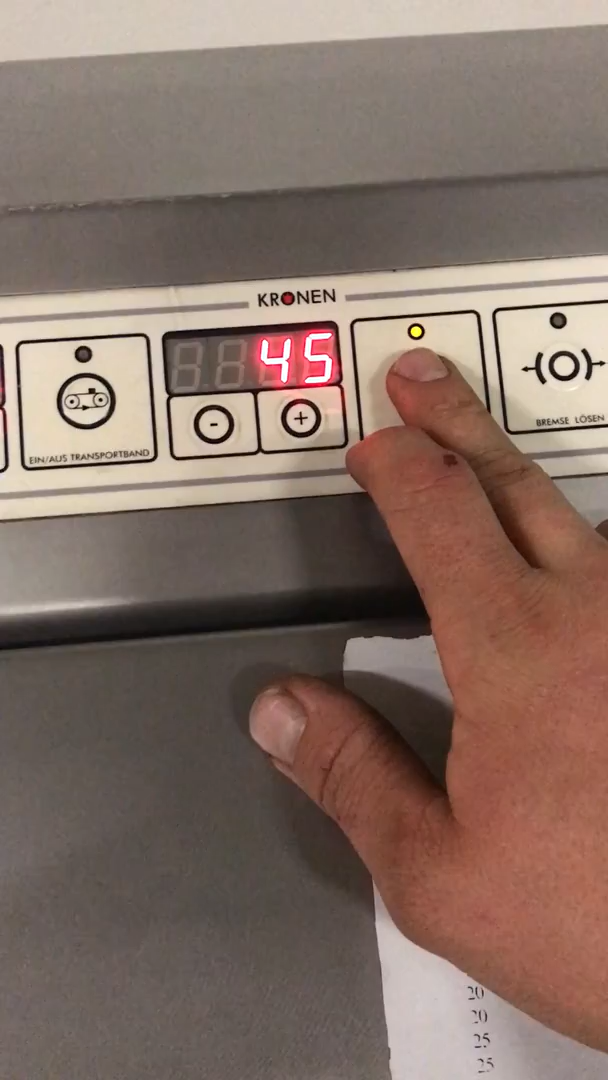 KRONEN
45
-
+
EIN/AUS TRANSPORTBAND
BREMSE LÖSEN
20
20
25
25